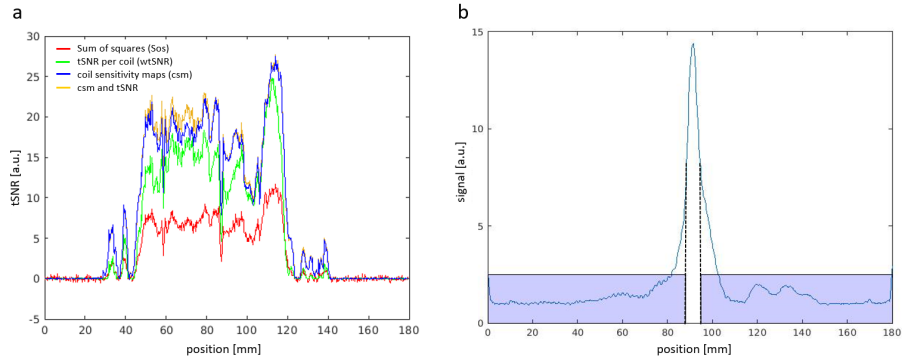 a
30
25
20
15
10
5
0
-5
tSNR [a.u.]
Sum of squares (Sos)
tSNR per coil (wtSNR)
coil sensitivity maps (csm)
csm and tSNR
0 20 40 60 80 100 120 140 160 180
position [mm]
b
15
10
5
0
signal [a.u.]
0 20 40 60 80 100 120 140 160 180
position [mm]